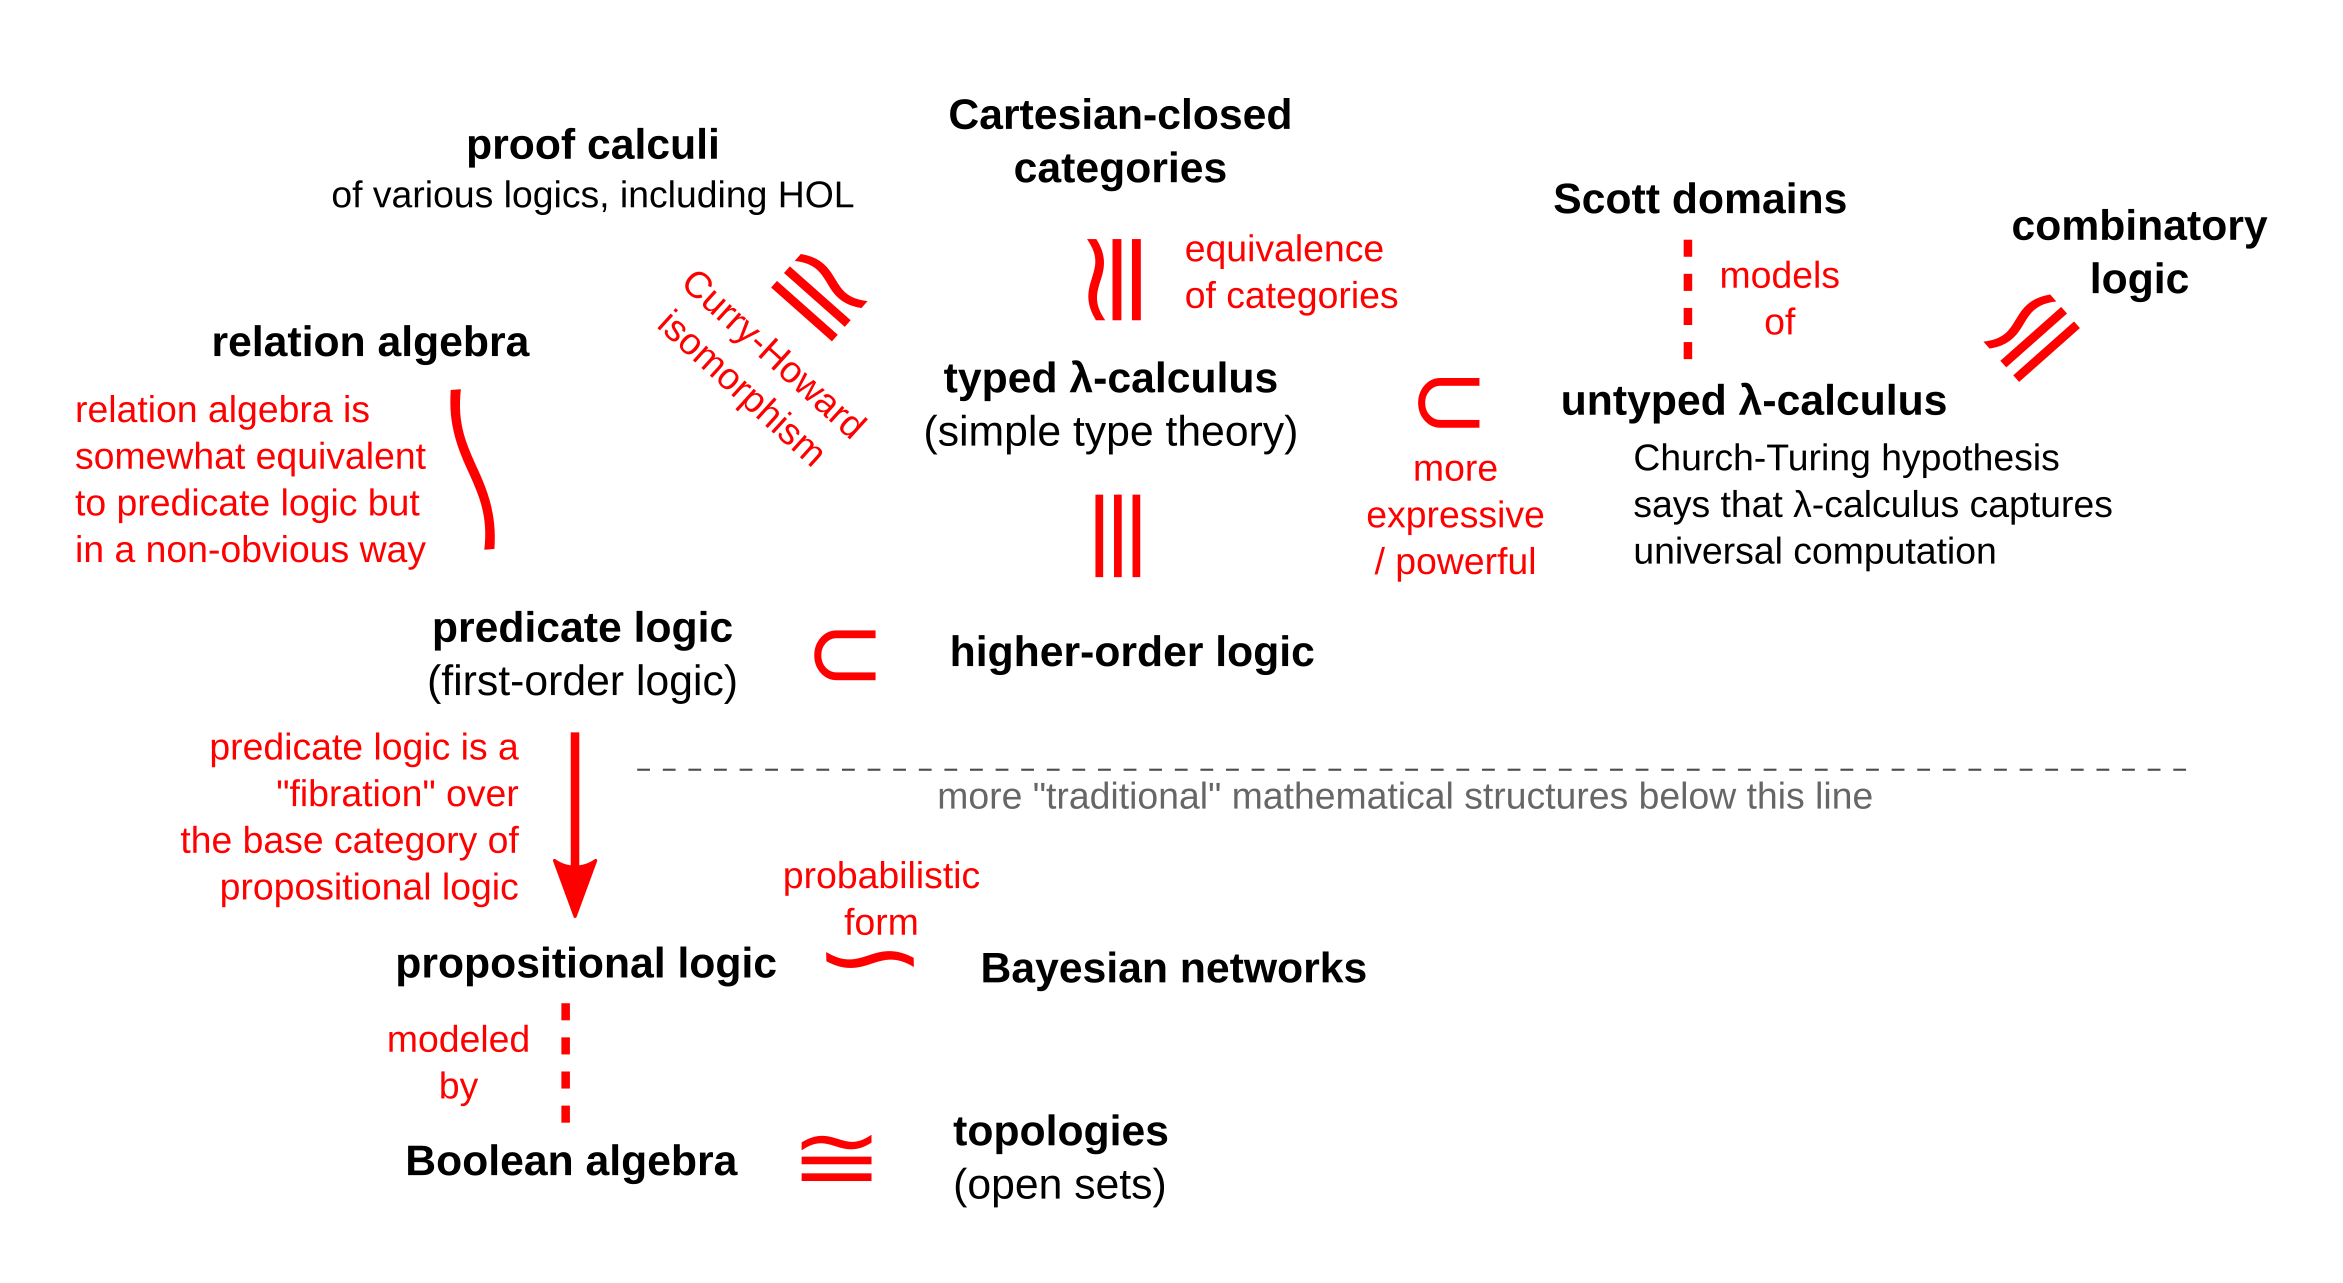 Cartesian-closed
categories
proof calculi
of various logics, including HOL
Scott domains
combinatory
logic
equivalence
of categories
models
of
Curry-Howard
isomorphism
relation algebra
relation algebra is
somewhat equivalent
to predicate logic but
in a non-obvious way
typed λ-calculus
(simple type theory)
⊂
more
expressive
/ powerful
untyped λ-calculus
Church-Turing hypothesis
says that λ-calculus captures
universal computation
predicate logic
(first-order logic)
⊂
higher-order logic
predicate logic is a
"fibration" over
the base category of
propositional logic
more "traditional" mathematical structures below this line
probabilistic
form
propositional logic
∼
Bayesian networks
modeled
by
Boolean algebra
≅
topologies
(open sets)